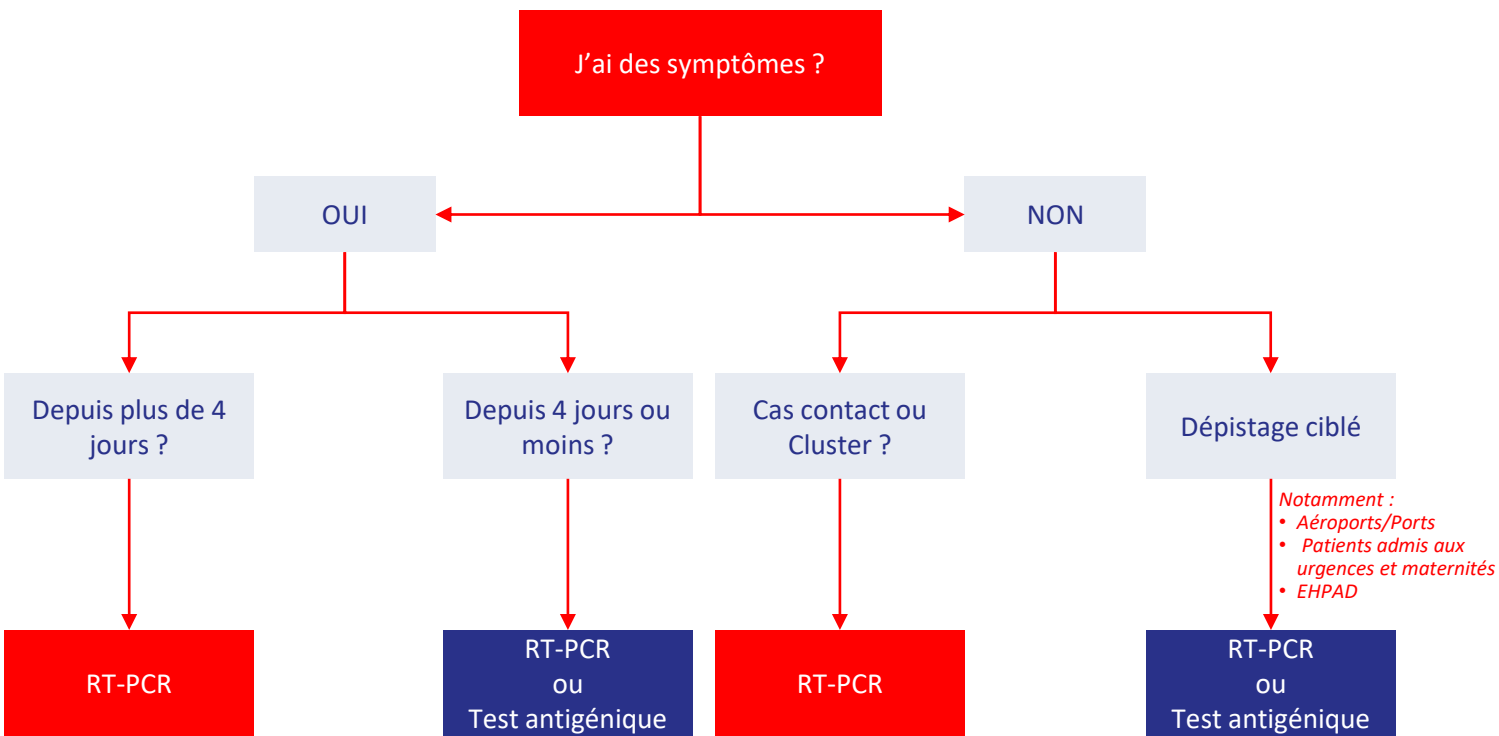 J’ai des symptômes ?
OUI
NON
Depuis plus de 4
jours ?
Depuis 4 jours ou
moins ?
Cas contact ou
Cluster ?
Dépistage ciblé
Notamment :
• Aéroports/Ports
• Patients admis aux
urgences et maternités
• EHPAD
RT-PCR
RT-PCR
ou
Test antigénique
RT-PCR
RT-PCR
ou
Test antigénique